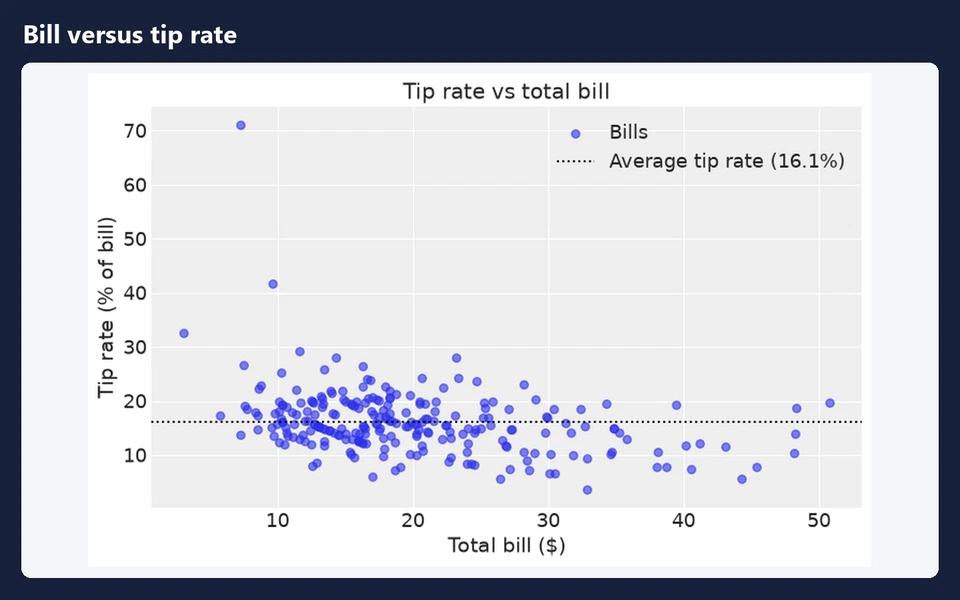 Bill versus tip rate
Tip rate vs total bill
Bills
Average tip rate (16.1%)
Tip rate (% of bill)
70
60
50
40
30
20
10
10 20 30 40 50
Total bill ($)